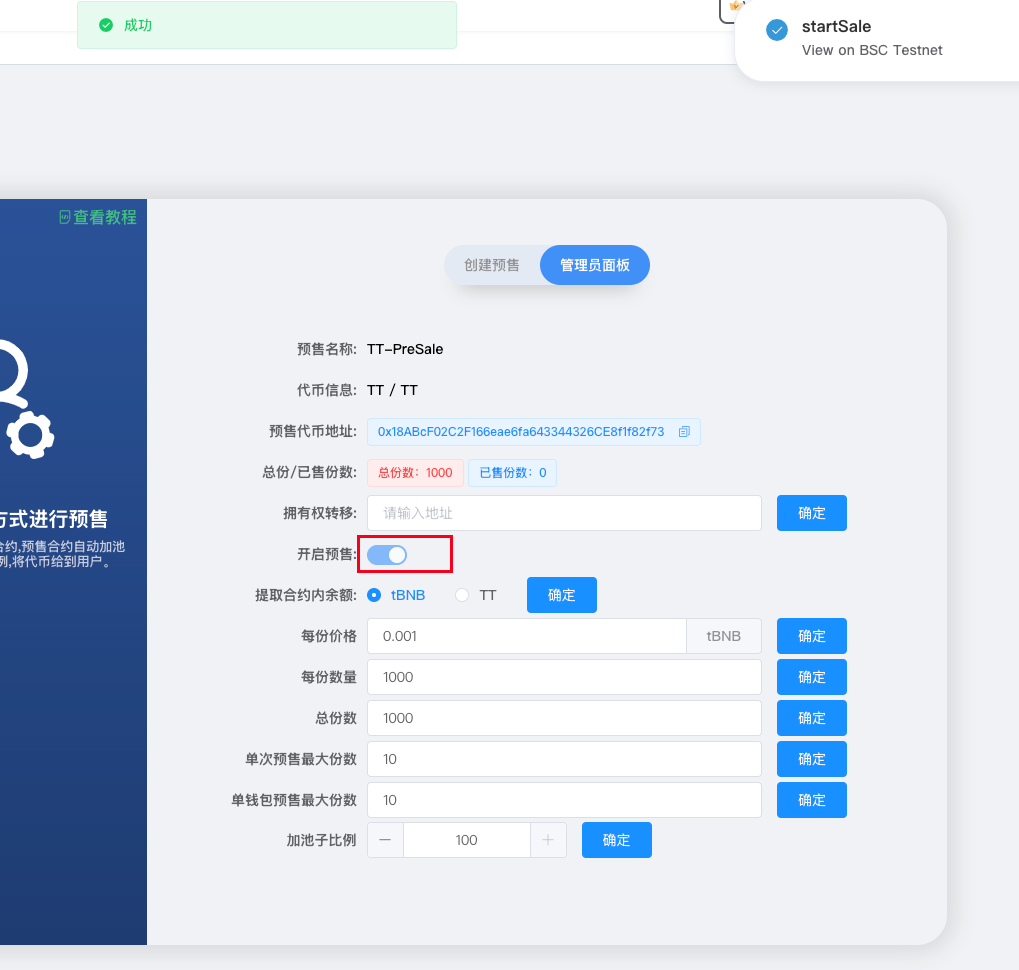 成功
startSale
View on BSC Testnet
查看教程
创建预售
管理员面板
预售名称: TT-PreSale
代币信息: TT / TT
预售代币地址: 0x18ABcF02C2F166eae6fa643344326CE8f1f82f73
总份/已售份数: 总份数: 1000 已售份数: 0
拥有权转移: 请输入地址 确定
方式进行预售
合约,预售合约自动加池
例,将代币给到用户。
开启预售:
提取合约内余额: tBNB TT 确定
每份价格 0.001 tBNB 确定
每份数量 1000 确定
总份数 1000 确定
单次预售最大份数 10 确定
单钱包预售最大份数 10 确定
加池子比例 — 100 + 确定